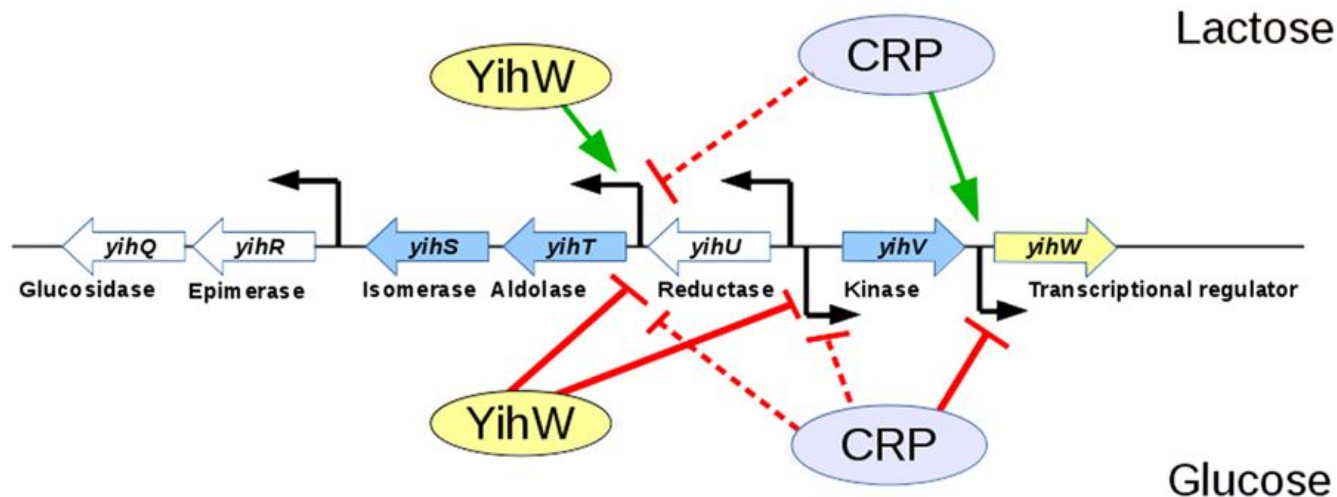 Lactose
YihW CRP
yihQ yihR yihS yihT yihU yihV yihW
Glucosidase Epimerase Isomerase Aldolase Reductase Kinase Transcriptional regulator
YihW CRP
Glucose